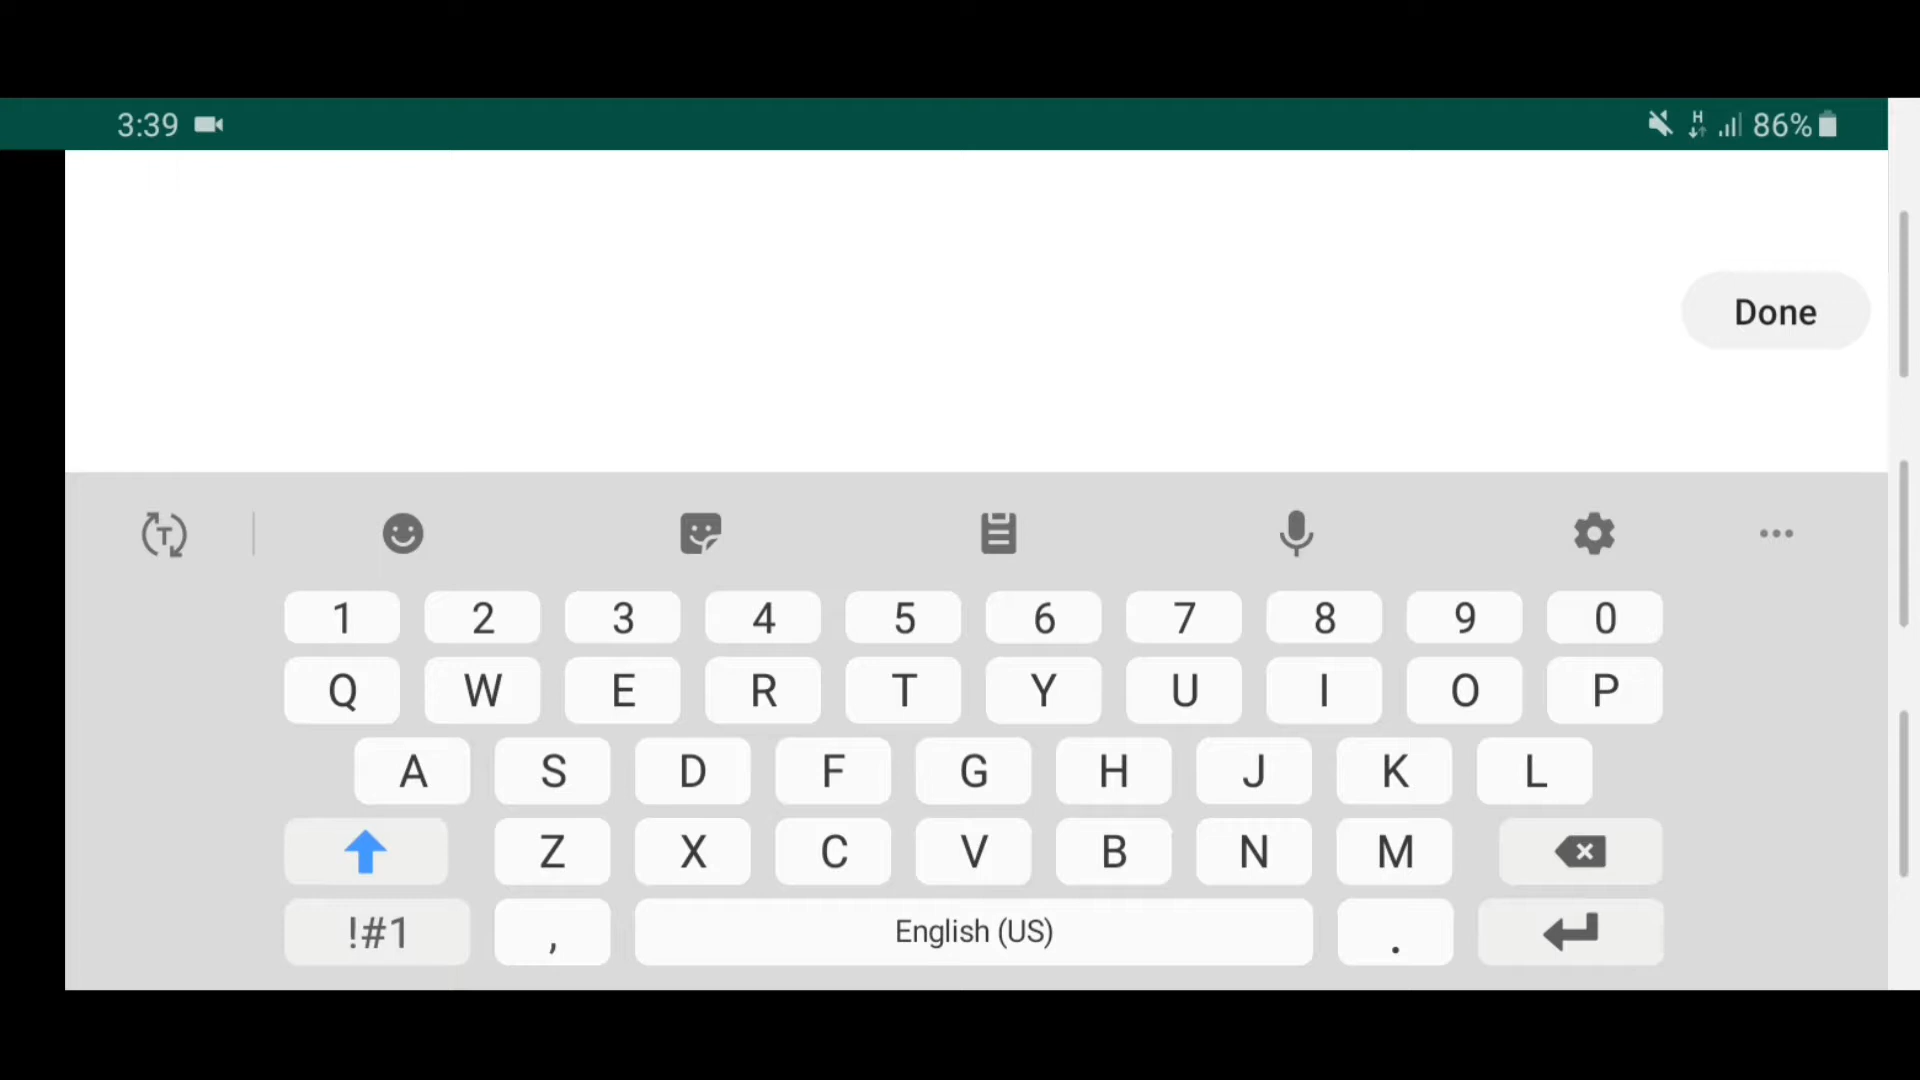 3:39 H 86%
Done
T
1 2 3 4 5 6 7 8 9 0
Q W E R T Y U I O P
A S D F G H J K L
Z X C V B N M
!#1 , English (US) .